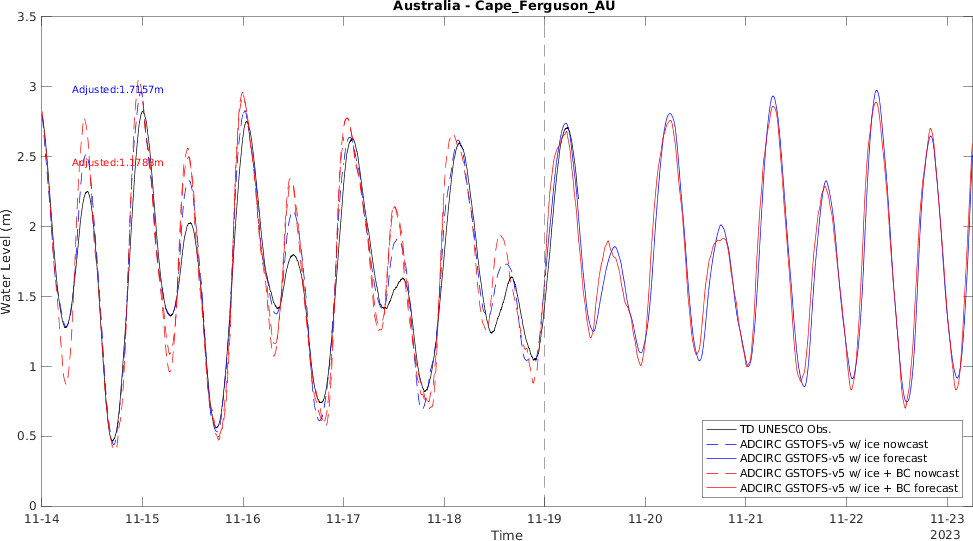 Australia - Cape_Ferguson_AU
3.5
3
2.5
2
1.5
1
0.5
0
Water Level (m)
Adjusted:1.7157m
Adjusted:1.1788m
TD UNESCO Obs.
ADCIRC GSTOFS-v5 w/ ice nowcast
ADCIRC GSTOFS-v5 w/ ice forecast
ADCIRC GSTOFS-v5 w/ ice + BC nowcast
ADCIRC GSTOFS-v5 w/ ice + BC forecast
11-14 11-15 11-16 11-17 11-18 11-19 11-20 11-21 11-22 11-23
Time
2023